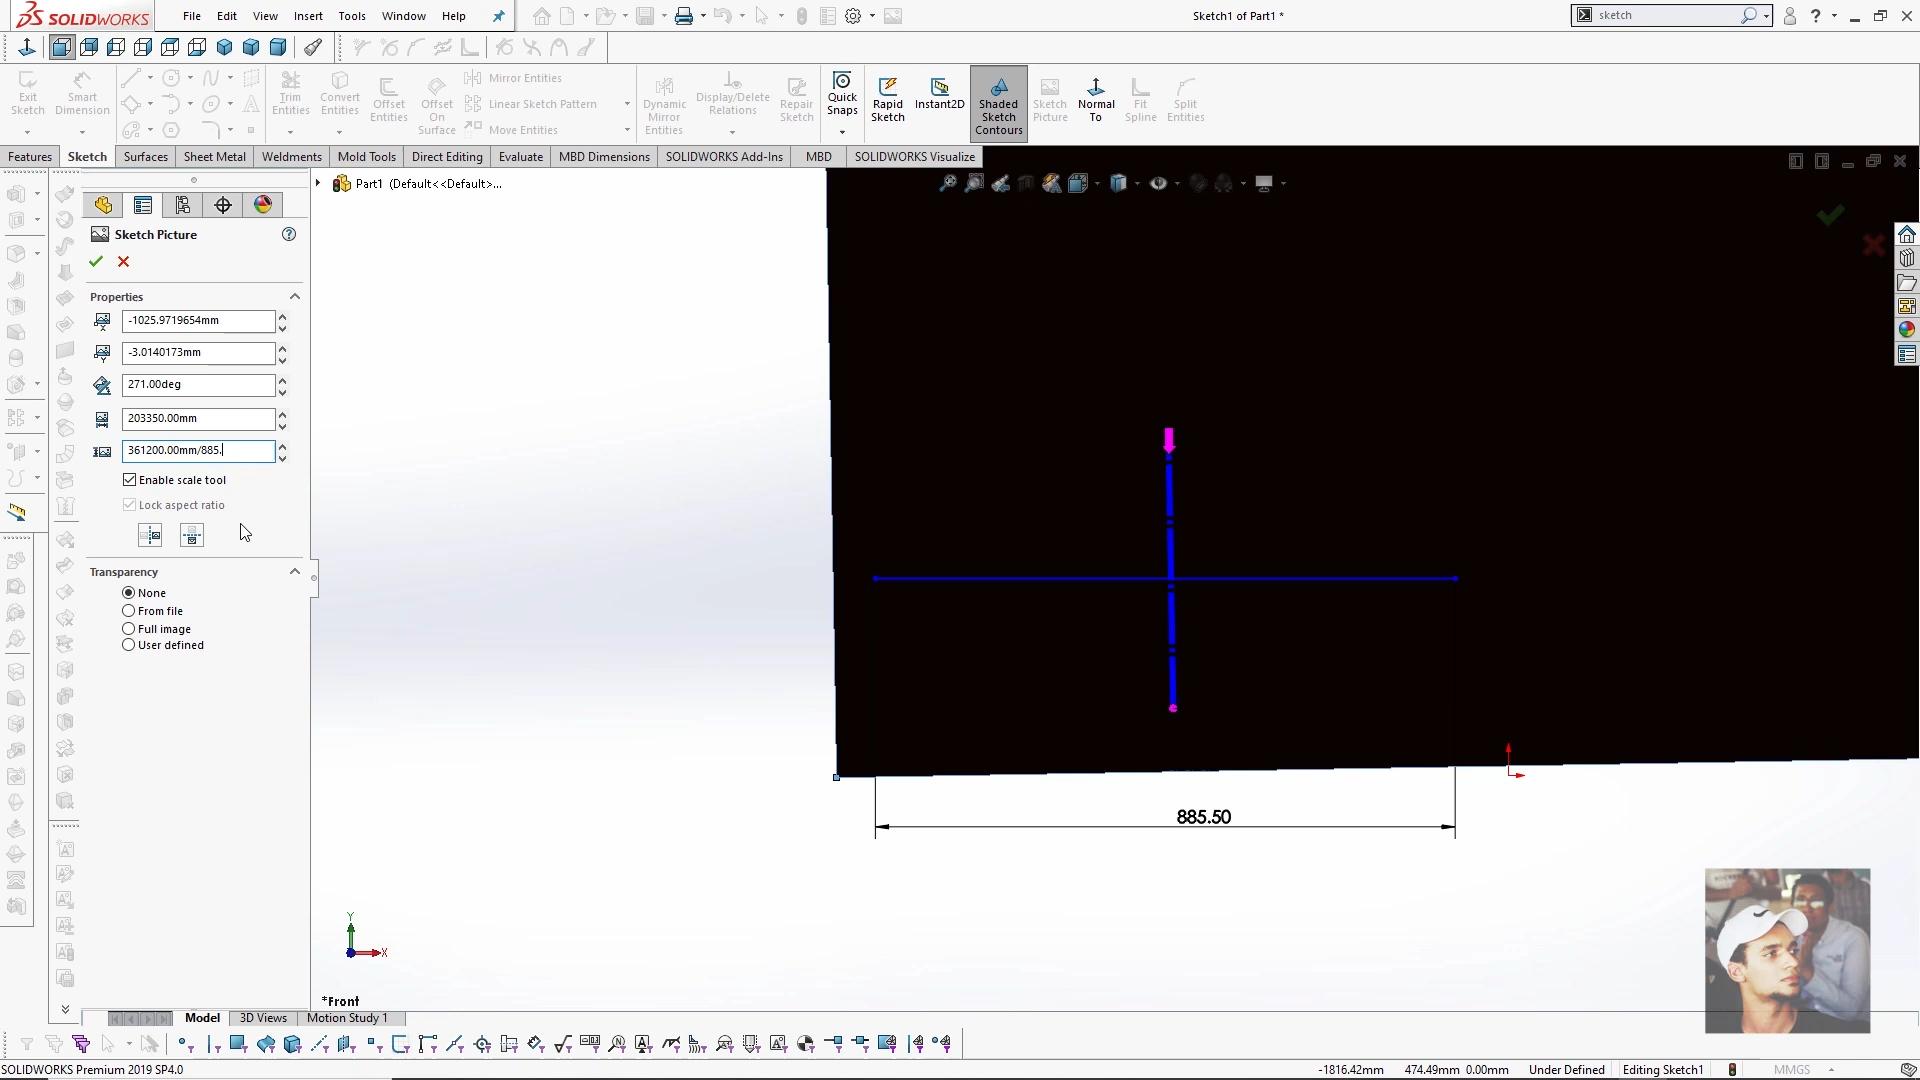 SOLIDWORKS
File Edit View Insert Tools Window Help
Sketch1 of Part1 *
sketch
Exit Sketch
Smart Dimension
Trim Entities
Convert Entities
Offset Entities
Offset On Surface
Mirror Entities
Linear Sketch Pattern
Move Entities
Dynamic Mirror Entities
Display/Delete Relations
Repair Sketch
Quick Snaps
Rapid Sketch
Instant2D
Shaded Sketch Contours
Sketch Picture
Normal To
Fit Spline
Split Entities
Features Sketch Surfaces Sheet Metal Weldments Mold Tools Direct Editing Evaluate MBD Dimensions SOLIDWORKS Add-Ins MBD SOLIDWORKS Visualize
Part1 (Default<<Default>...
Sketch Picture
Properties
-1025.9719654mm
-3.0140173mm
271.00deg
203350.00mm
361200.00mm/885.
Enable scale tool
Lock aspect ratio
Transparency
None
From file
Full image
User defined
885.50
Y
X
*Front
Model 3D Views Motion Study 1
SOLIDWORKS Premium 2019 SP4.0
-1816.42mm 474.49mm 0.00mm Under Defined Editing Sketch1 MMGS